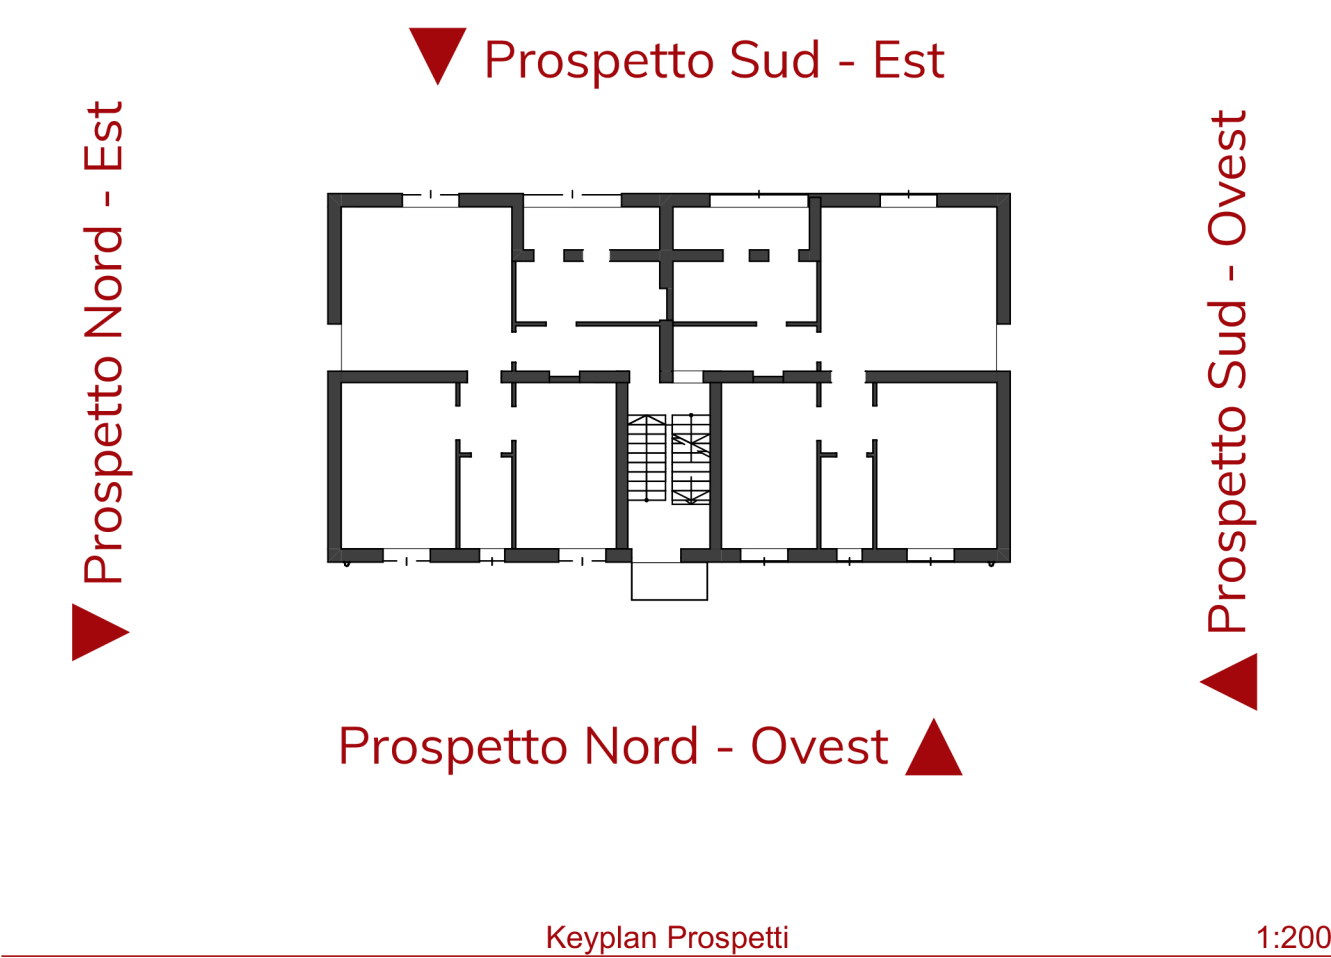 Prospetto Sud - Est
Prospetto Nord - Est
Prospetto Sud - Ovest
Prospetto Nord - Ovest
Keyplan Prospetti
1:200